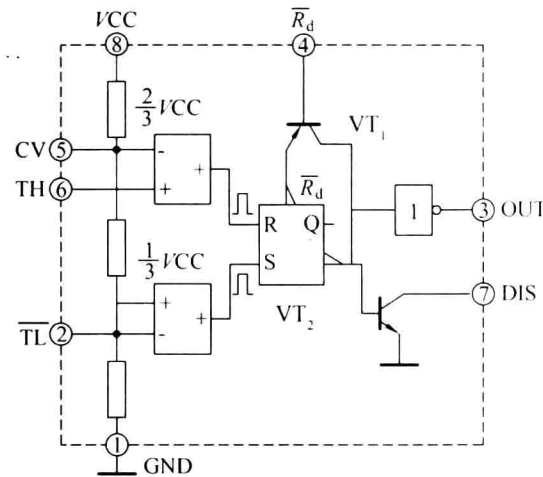 VCC
R̅d
8
4
2/3 VCC
VT1
CV 5
-
+
TH 6
+
R̅d
R
Q
1
3 OUT
1/3 VCC
S
+
+
7 DIS
T̅L̅ 2
-
VT2
1
GND